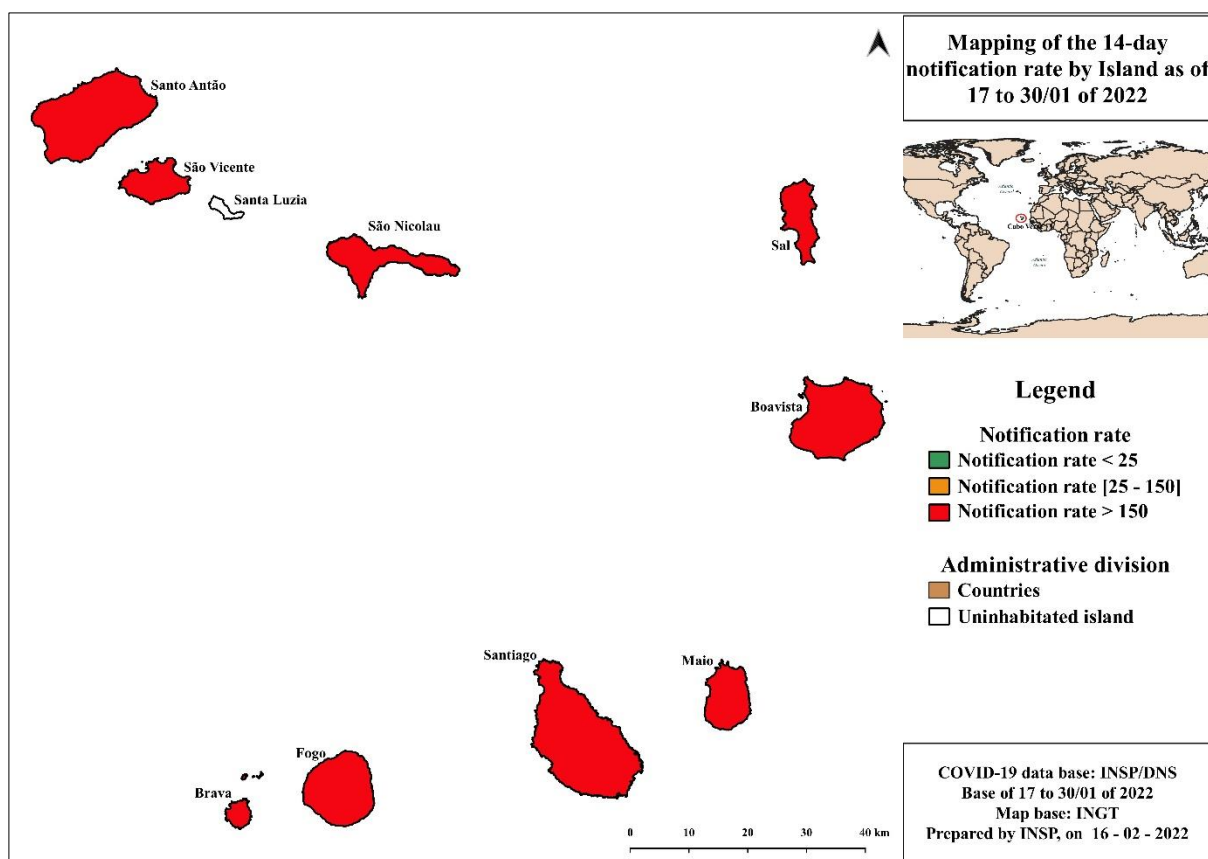 Mapping of the 14-day
notification rate by Island as of
17 to 30/01 of 2022
Santo Antão
São Vicente
Santa Luzia
São Nicolau
Sal
Boavista
Santiago
Maio
Fogo
Brava
0 10 20 30 40 km
Legend
Notification rate
Notification rate < 25
Notification rate [25 - 150]
Notification rate > 150
Administrative division
Countries
Uninhabitated island
COVID-19 data base: INSP/DNS
Base of 17 to 30/01 of 2022
Map base: INGT
Prepared by INSP, on 16 - 02 - 2022